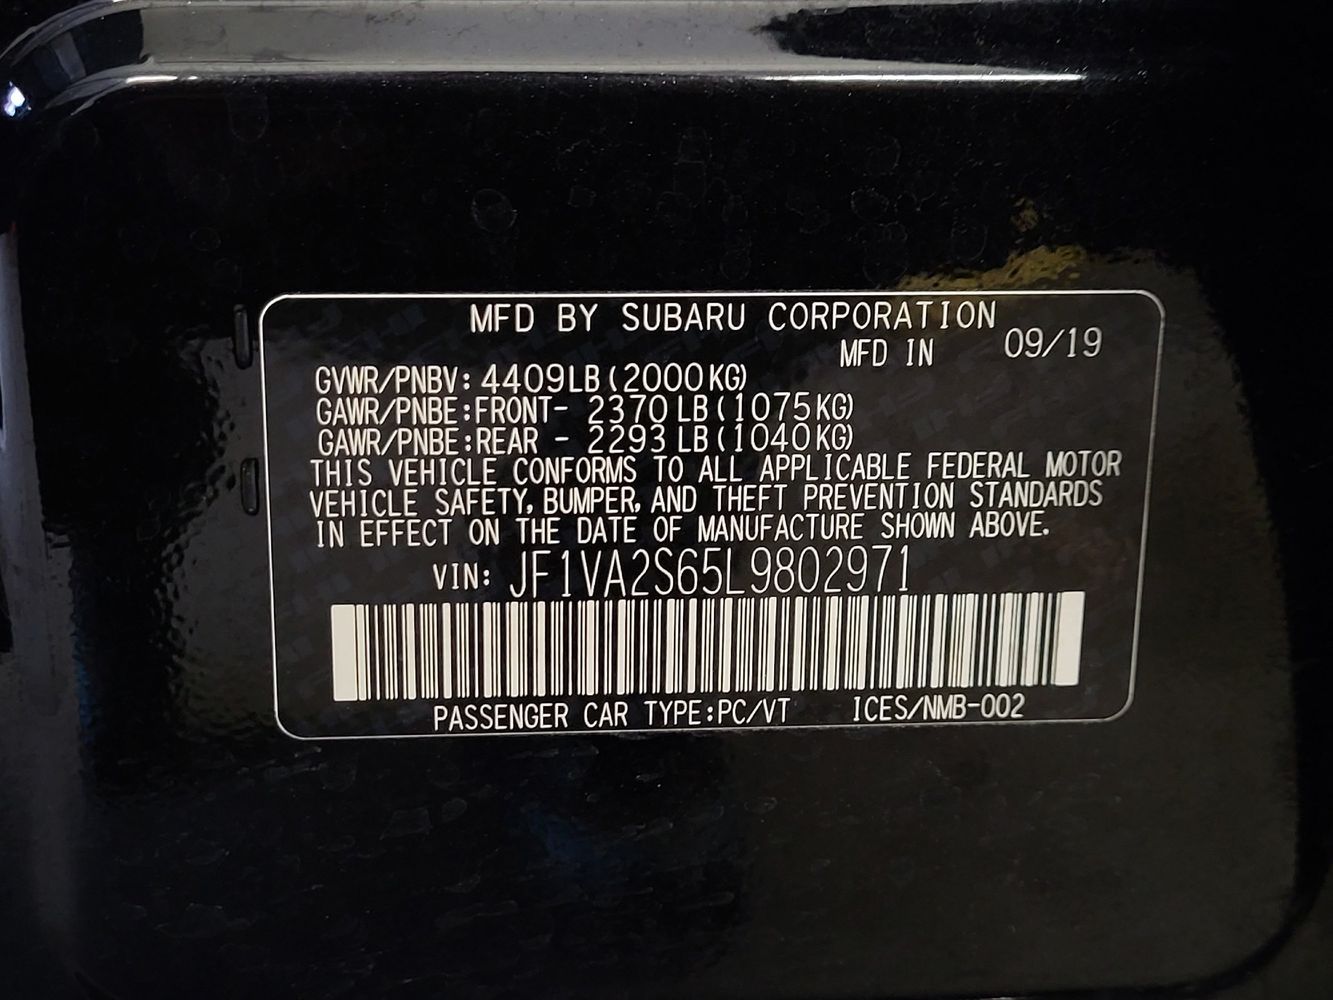 MFD BY SUBARU CORPORATION
MFD IN 09/19
GVWR/PNBV: 4409LB(2000KG)
GAWR/PNBE:FRONT- 2370LB(1075KG)
GAWR/PNBE:REAR - 2293LB(1040KG)
THIS VEHICLE CONFORMS TO ALL APPLICABLE FEDERAL MOTOR
VEHICLE SAFETY, BUMPER, AND THEFT PREVENTION STANDARDS
IN EFFECT ON THE DATE OF MANUFACTURE SHOWN ABOVE.
VIN: JF1VA2S65L9802971
PASSENGER CAR TYPE:PC/VT ICES/NMB-002